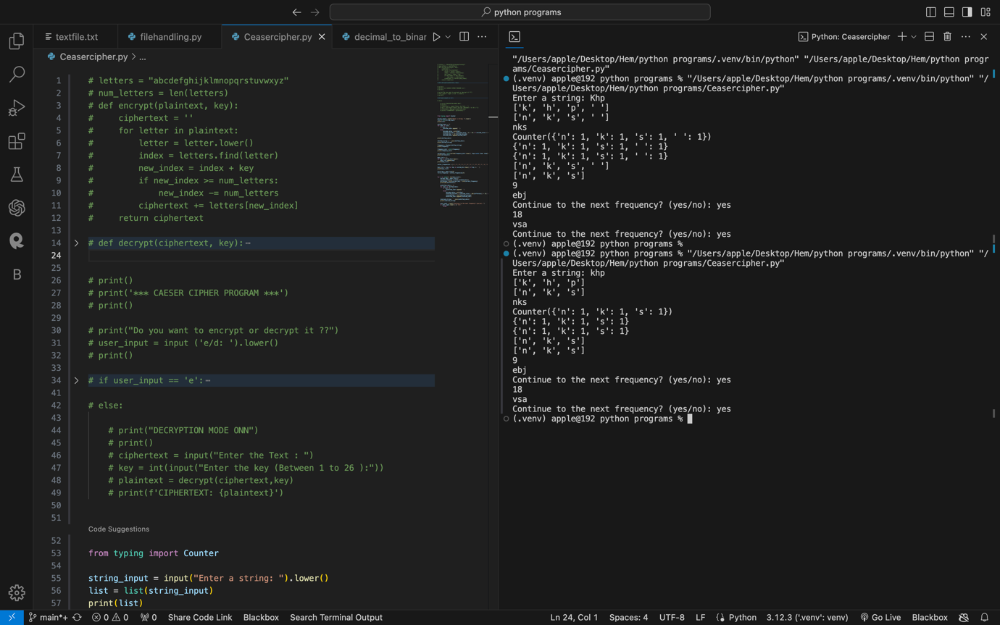 python programs
textfile.txt
filehandling.py
Ceasercipher.py
decimal_to_binar
Ceasercipher.py > ...
1 # letters = "abcdefghijklmnopqrstuvwxyz"
2 # num_letters = len(letters)
3 # def encrypt(plaintext, key):
4 #     ciphertext = ''
5 #     for letter in plaintext:
6 #         letter = letter.lower()
7 #         index = letters.find(letter)
8 #         new_index = index + key
9 #         if new_index >= num_letters:
10 #             new_index -= num_letters
11 #         ciphertext += letters[new_index]
12 #     return ciphertext
13
14 # def decrypt(ciphertext, key):⋯
24
25
26 # print()
27 # print('*** CAESER CIPHER PROGRAM ***')
28 # print()
29
30 # print("Do you want to encrypt or decrypt it ??")
31 # user_input = input ('e/d: ').lower()
32 # print()
33
34 # if user_input == 'e':⋯
41
42 # else:
43
44     # print("DECRYPTION MODE ONN")
45     # print()
46     # ciphertext = input("Enter the Text : ")
47     # key = int(input("Enter the key (Between 1 to 26 ):"))
48     # plaintext = decrypt(ciphertext,key)
49     # print(f'CIPHERTEXT: {plaintext}')
50
51
Code Suggestions
52
53 from typing import Counter
54
55 string_input = input("Enter a string: ").lower()
56 list = list(string_input)
57 print(list)
Python: Ceasercipher
"/Users/apple/Desktop/Hem/python programs/.venv/bin/python" "/Users/apple/Desktop/Hem/python progr
ams/Ceasercipher.py"
(.venv) apple@192 python programs % "/Users/apple/Desktop/Hem/python programs/.venv/bin/python" "/
Users/apple/Desktop/Hem/python programs/Ceasercipher.py"
Enter a string: Khp
['k', 'h', 'p', ' ']
['n', 'k', 's', ' ']
nks
Counter({'n': 1, 'k': 1, 's': 1, ' ': 1})
{'n': 1, 'k': 1, 's': 1, ' ': 1}
{'n': 1, 'k': 1, 's': 1, ' ': 1}
['n', 'k', 's', ' ']
['n', 'k', 's']
9
ebj
Continue to the next frequency? (yes/no): yes
18
vsa
Continue to the next frequency? (yes/no): yes
(.venv) apple@192 python programs %
(.venv) apple@192 python programs % "/Users/apple/Desktop/Hem/python programs/.venv/bin/python" "/
Users/apple/Desktop/Hem/python programs/Ceasercipher.py"
Enter a string: khp
['k', 'h', 'p']
['n', 'k', 's']
nks
Counter({'n': 1, 'k': 1, 's': 1})
{'n': 1, 'k': 1, 's': 1}
{'n': 1, 'k': 1, 's': 1}
['n', 'k', 's']
['n', 'k', 's']
9
ebj
Continue to the next frequency? (yes/no): yes
18
vsa
Continue to the next frequency? (yes/no): yes
(.venv) apple@192 python programs %
main*+ 0 0 0 Share Code Link Blackbox Search Terminal Output Ln 24, Col 1 Spaces: 4 UTF-8 LF Python 3.12.3 ('.venv': venv) Go Live Blackbox